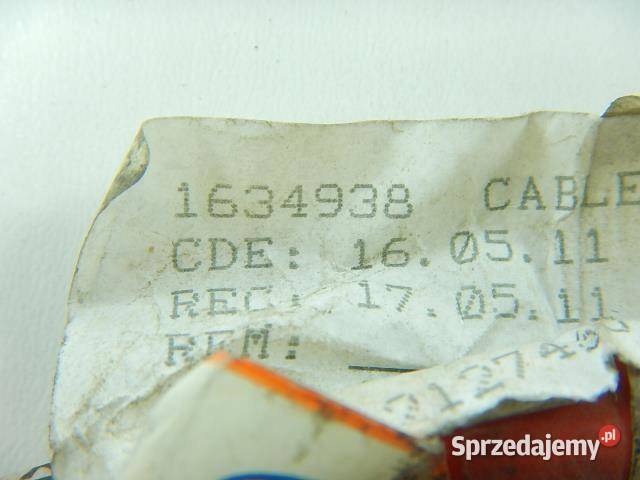 1634938 CABLE
CDE: 16.05.11
REC: 17.05.11
REM:
Sprzedajemy.pl